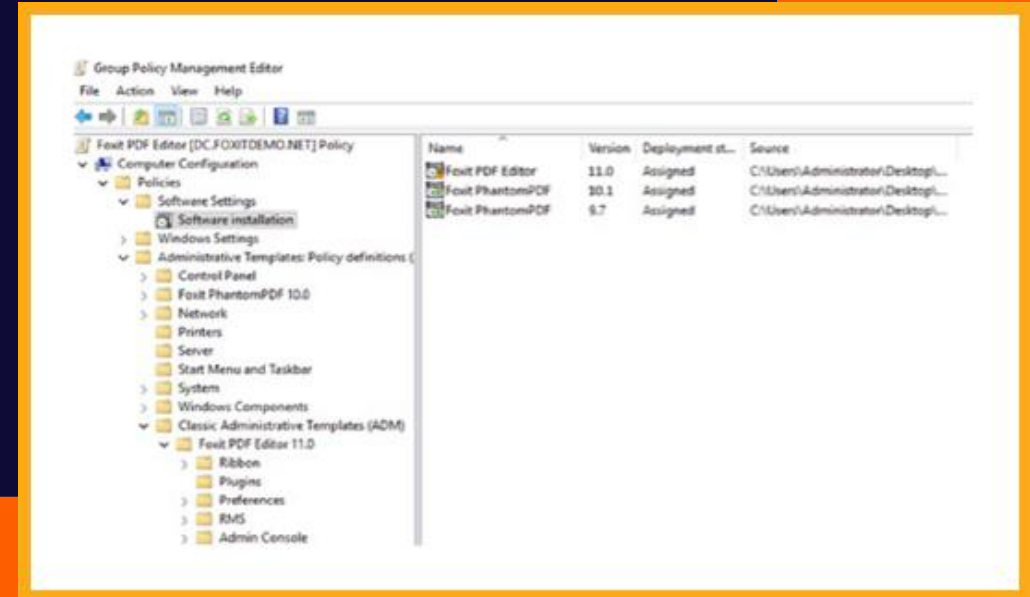 Group Policy Management Editor
File Action View Help
Foxit PDF Editor [DC.FOXITDEMO.NET] Policy
Computer Configuration
Policies
Software Settings
Software installation
Windows Settings
Administrative Templates: Policy definitions (
Control Panel
Foxit PhantomPDF 10.0
Network
Printers
Server
Start Menu and Taskbar
System
Windows Components
Classic Administrative Templates (ADM)
Foxit PDF Editor 11.0
Ribbon
Plugins
Preferences
RMS
Admin Console
Name Version Deployment st... Source
Foxit PDF Editor 11.0 Assigned C:\Users\Administrator\Desktop\...
Foxit PhantomPDF 10.1 Assigned C:\Users\Administrator\Desktop\...
Foxit PhantomPDF 9.7 Assigned C:\Users\Administrator\Desktop\...